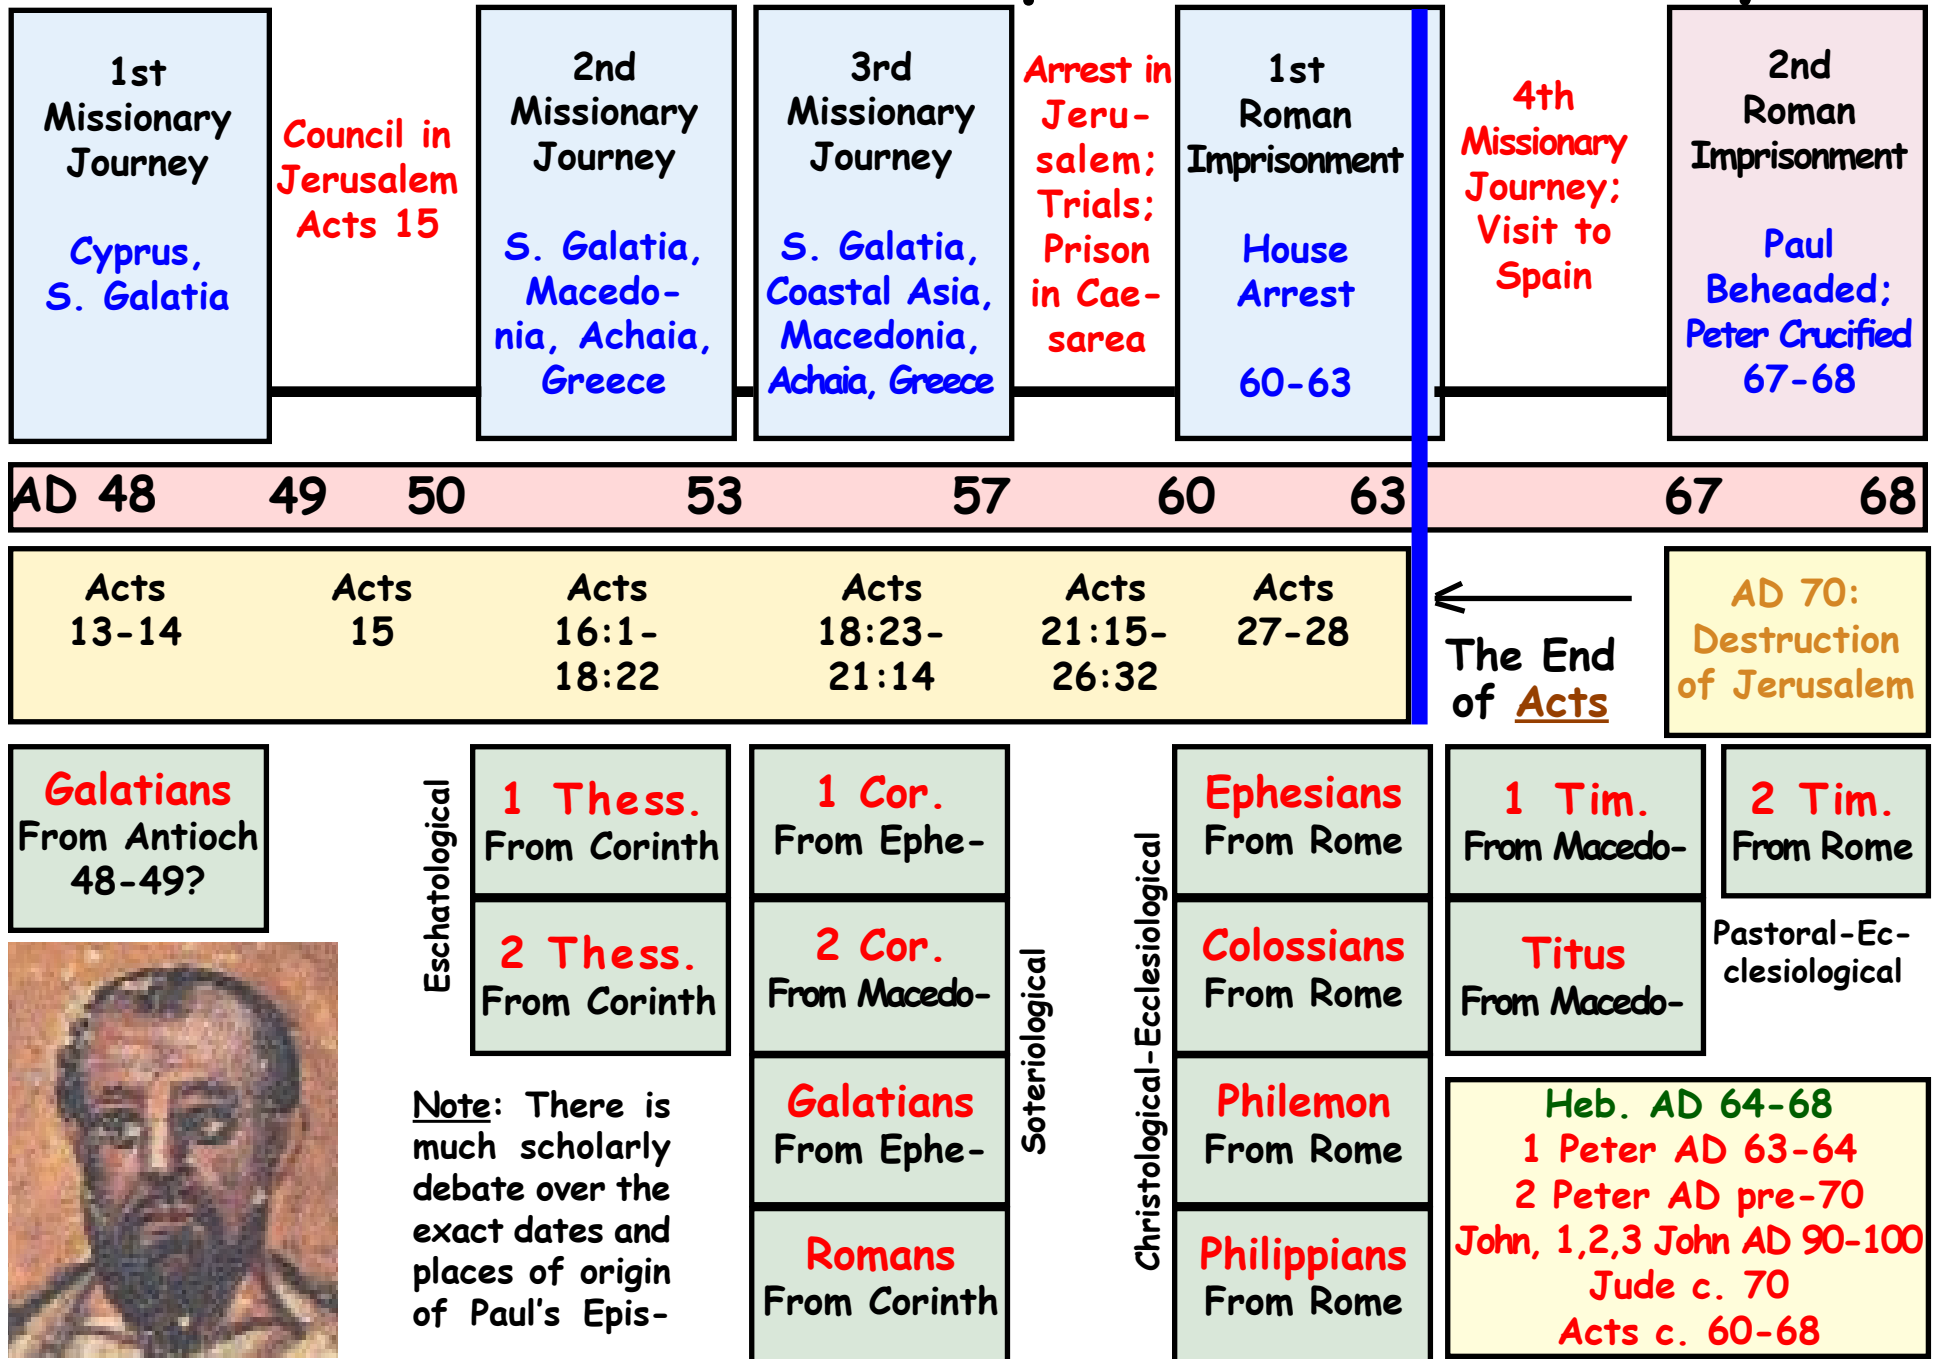 1st
Missionary
Journey
Cyprus,
S. Galatia
Council in
Jerusalem
Acts 15
2nd
Missionary
Journey
S. Galatia,
Macedo-
nia, Achaia,
Greece
3rd
Missionary
Journey
S. Galatia,
Coastal Asia,
Macedonia,
Achaia, Greece
Arrest in
Jeru-
salem;
Trials;
Prison
in Cae-
sarea
1st
Roman
Imprisonment
House
Arrest
60-63
4th
Missionary
Journey;
Visit to
Spain
2nd
Roman
Imprisonment
Paul
Beheaded;
Peter Crucified
67-68
AD 48 49 50 53 57 60 63 67 68
Acts
13-14
Acts
15
Acts
16:1-
18:22
Acts
18:23-
21:14
Acts
21:15-
26:32
Acts
27-28
The End
of Acts
AD 70:
Destruction
of Jerusalem
Galatians
From Antioch
48-49?
Eschatological
1 Thess.
From Corinth
2 Thess.
From Corinth
Note: There is
much scholarly
debate over the
exact dates and
places of origin
of Paul's Epis-
1 Cor.
From Ephe-
2 Cor.
From Macedo-
Galatians
From Ephe-
Romans
From Corinth
Soteriological
Christological-Ecclesiological
Ephesians
From Rome
Colossians
From Rome
Philemon
From Rome
Philippians
From Rome
1 Tim.
From Macedo-
Titus
From Macedo-
2 Tim.
From Rome
Pastoral-Ec-
clesiological
Heb. AD 64-68
1 Peter AD 63-64
2 Peter AD pre-70
John, 1,2,3 John AD 90-100
Jude c. 70
Acts c. 60-68